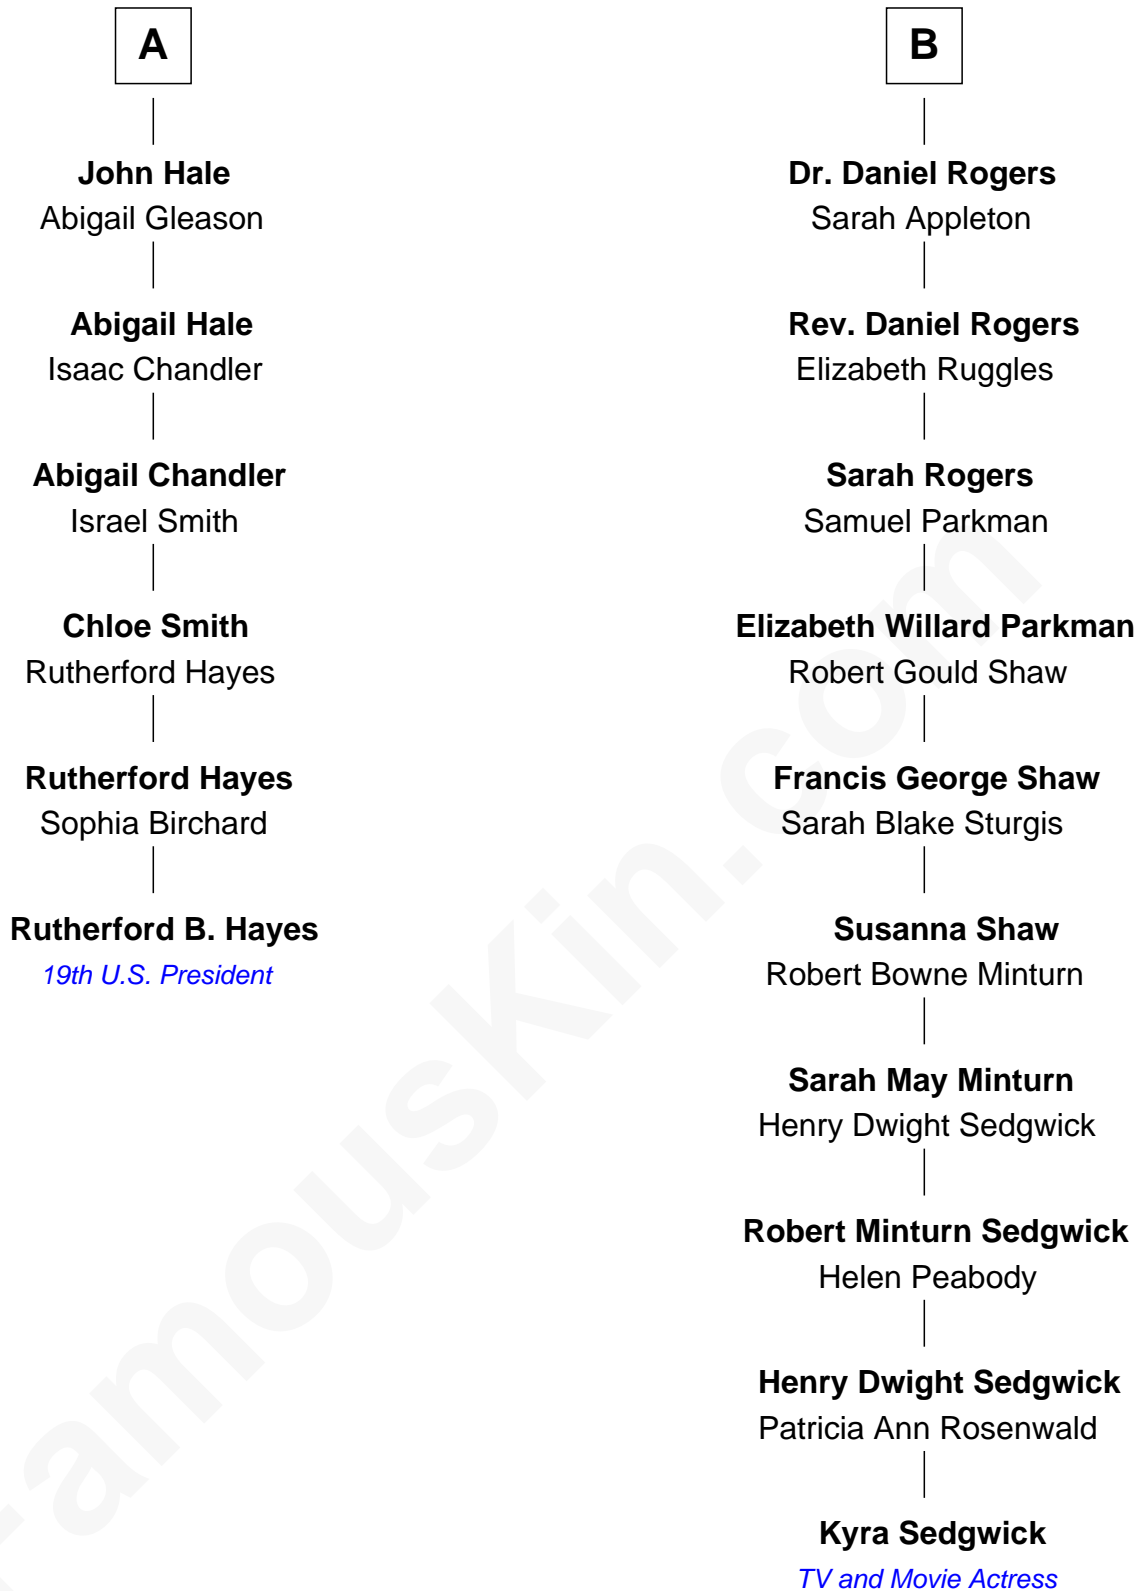 A
John Hale
Abigail Gleason
Abigail Hale
Isaac Chandler
Abigail Chandler
Israel Smith
Chloe Smith
Rutherford Hayes
Rutherford Hayes
Sophia Birchard
Rutherford B. Hayes
19th U.S. President
B
Dr. Daniel Rogers
Sarah Appleton
Rev. Daniel Rogers
Elizabeth Ruggles
Sarah Rogers
Samuel Parkman
Elizabeth Willard Parkman
Robert Gould Shaw
Francis George Shaw
Sarah Blake Sturgis
Susanna Shaw
Robert Bowne Minturn
Sarah May Minturn
Henry Dwight Sedgwick
Robert Minturn Sedgwick
Helen Peabody
Henry Dwight Sedgwick
Patricia Ann Rosenwald
Kyra Sedgwick
TV and Movie Actress
FamousKin.com